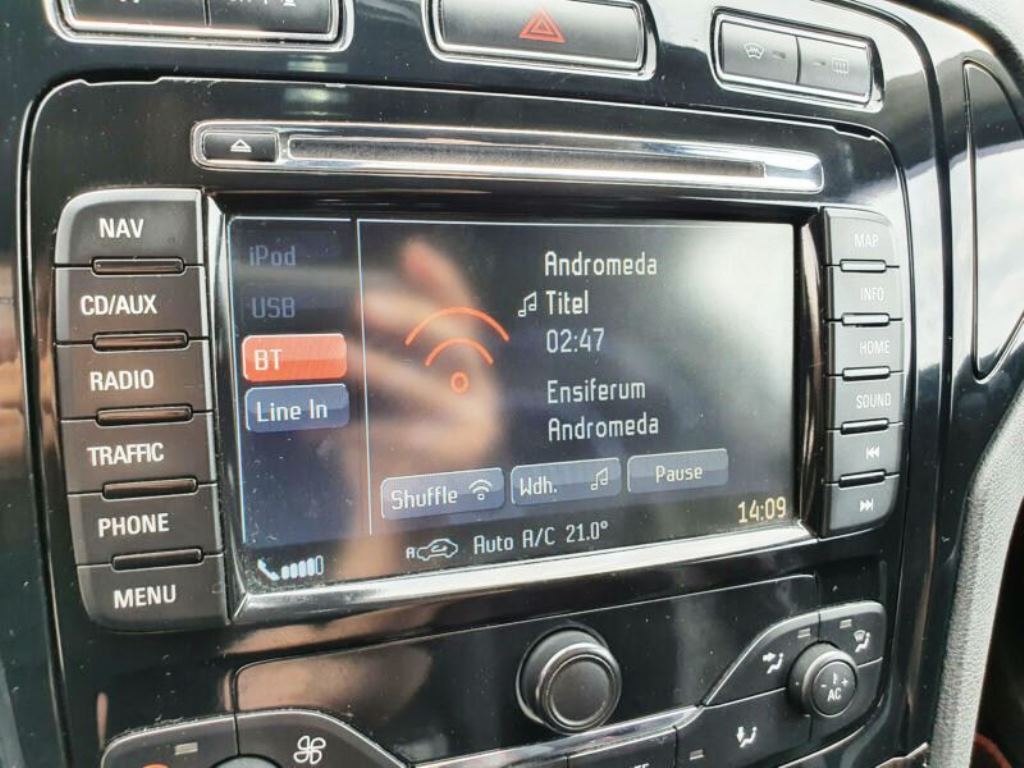 NAV
CD/AUX
RADIO
TRAFFIC
PHONE
MENU
iPod
USB
BT
Line In
Andromeda
Titel
02:47
Ensiferum
Andromeda
Shuffle
Wdh.
Pause
14:09
A
Auto A/C 21.0°
MAP
INFO
HOME
SOUND
AC